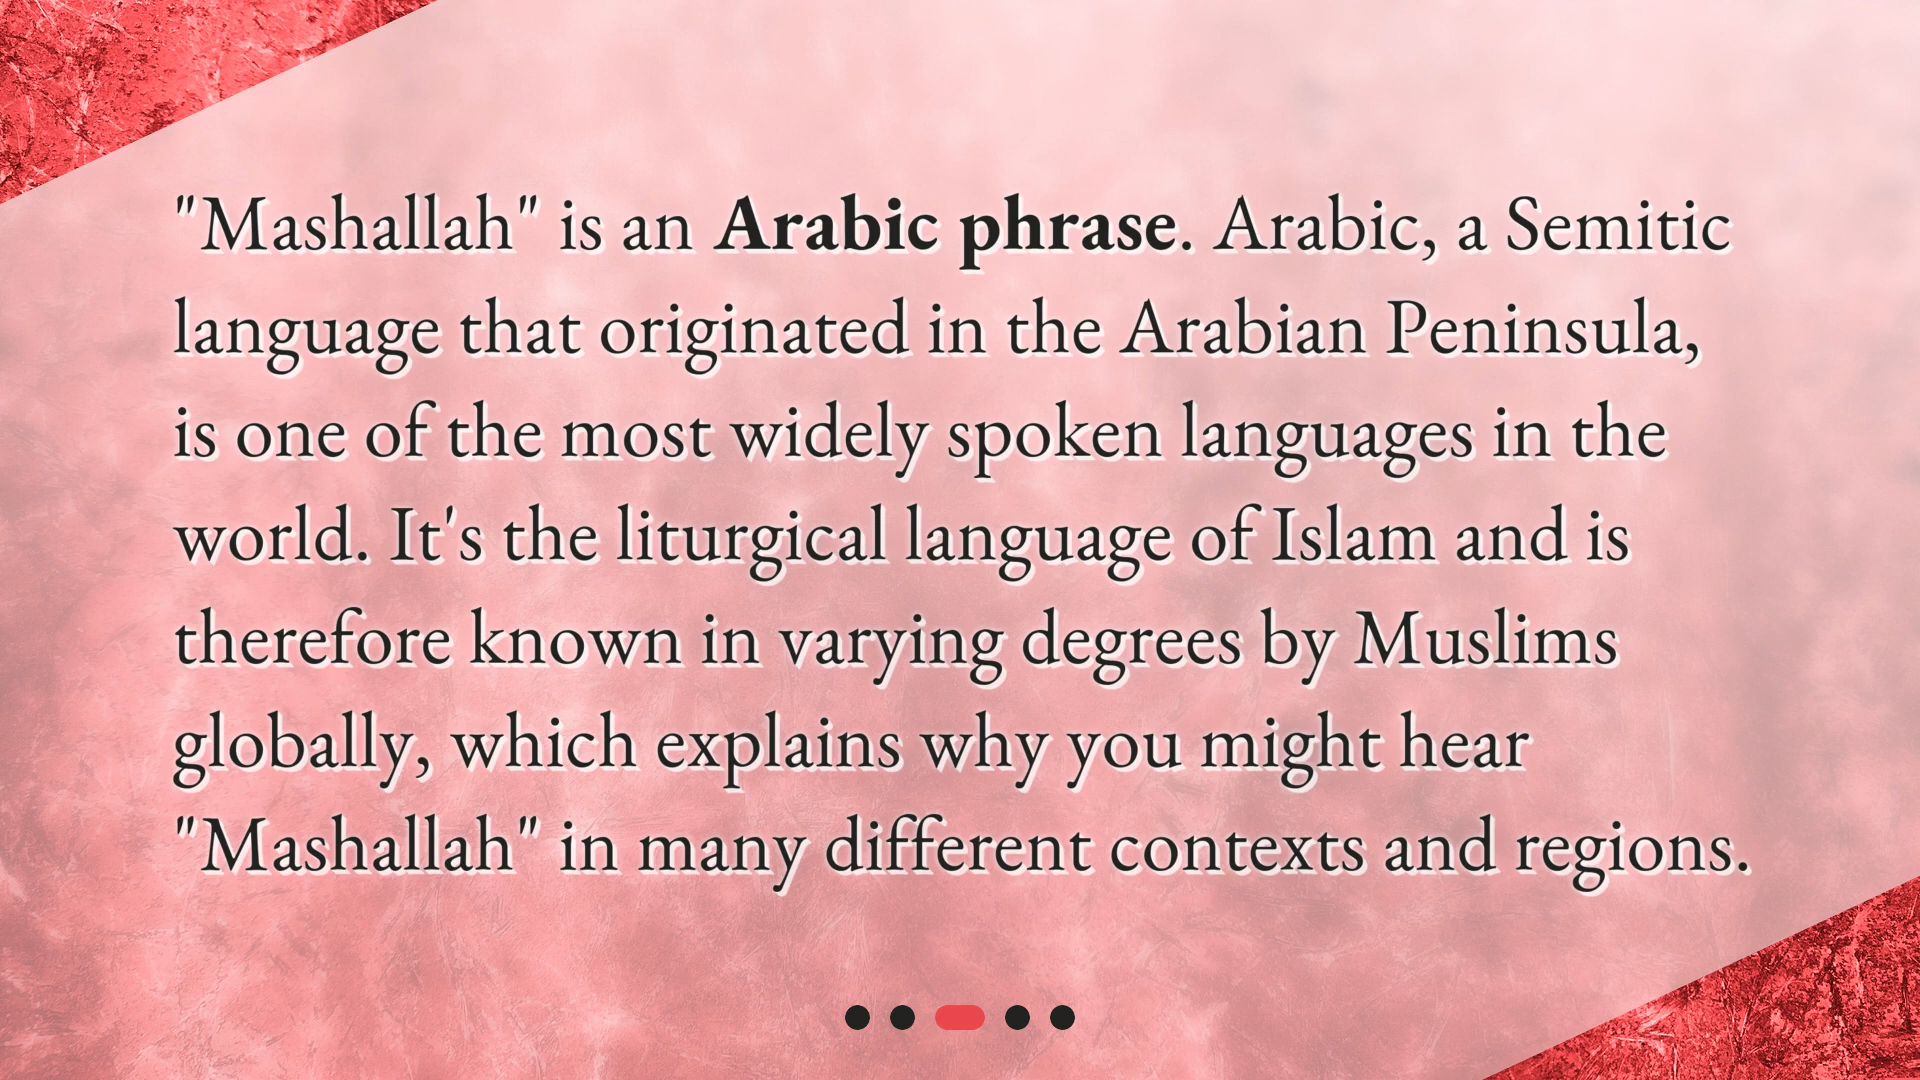 "Mashallah" is an Arabic phrase. Arabic, a Semitic
language that originated in the Arabian Peninsula,
is one of the most widely spoken languages in the
world. It's the liturgical language of Islam and is
therefore known in varying degrees by Muslims
globally, which explains why you might hear
"Mashallah" in many different contexts and regions.